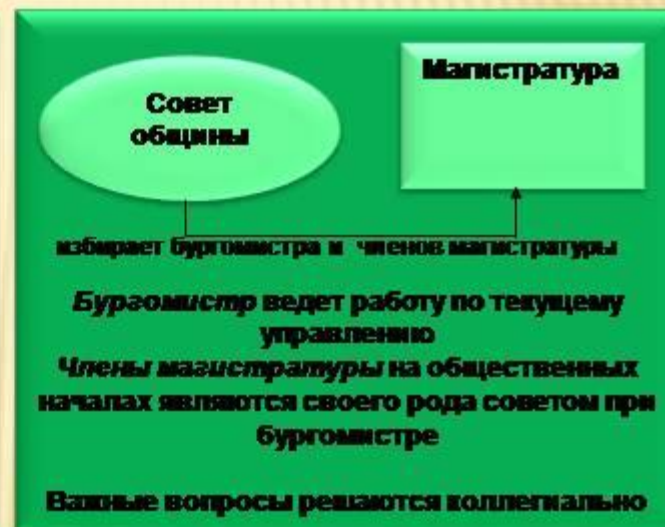 Совет
общины
Магистратура
избирает бургомистра и членов магистратуры
Бургомистр ведет работу по текущему
управлению
Члены магистратуры на общественных
началах являются своего рода советом при
бургомистре
Важные вопросы решаются коллегиально